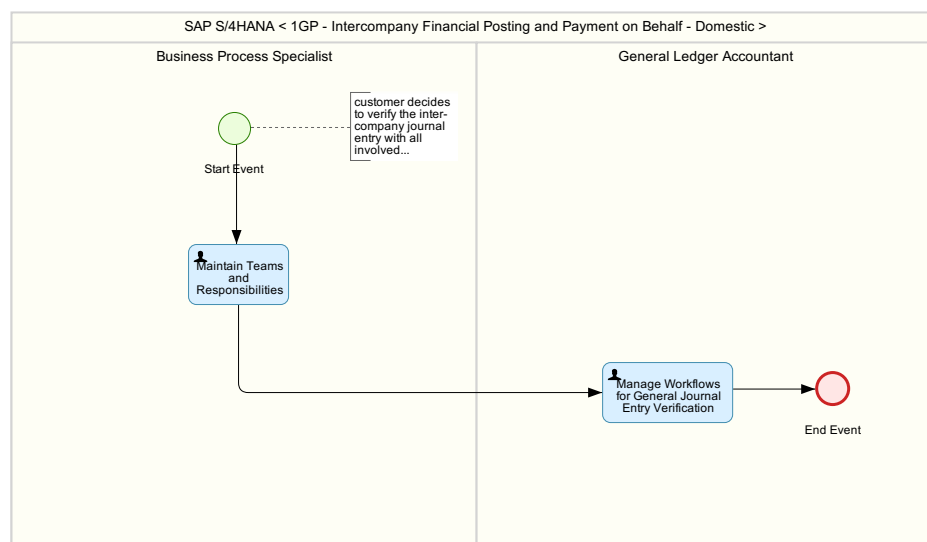 SAP S/4HANA < 1GP - Intercompany Financial Posting and Payment on Behalf - Domestic >
Business Process Specialist
General Ledger Accountant
customer decides
to verify the inter-
company journal
entry with all
involved...
Start Event
Maintain Teams
and
Responsibilities
Manage Workflows
for General Journal
Entry Verification
End Event